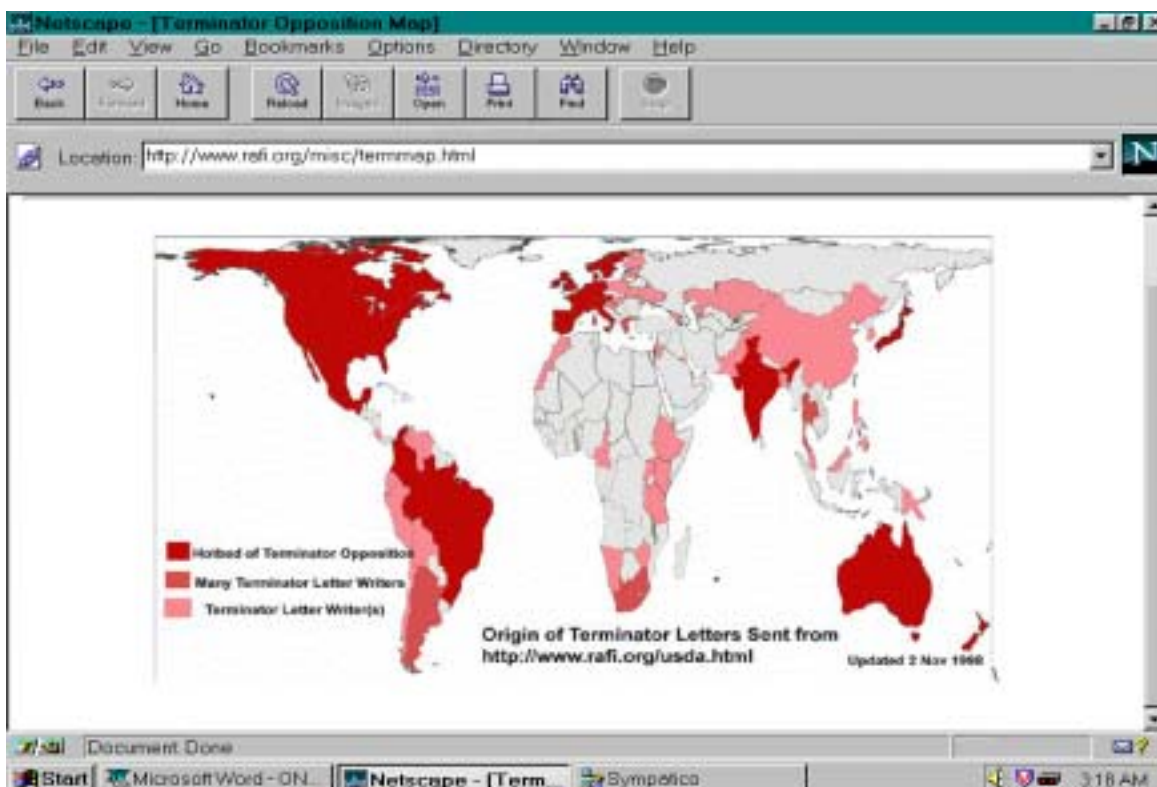 Netscape - [Terminator Opposition Map]
File Edit View Go Bookmarks Options Directory Window Help
Back Forward Home Reload Images Open Print Find Stop
Location: http://www.rafi.org/misc/termmap.html
N
Hotbed of Terminator Opposition
Many Terminator Letter Writers
Terminator Letter Writer(s)
Origin of Terminator Letters Sent from
http://www.rafi.org/usda.html
Updated 2 Nov 1998
Document Done
Start Microsoft Word - ON... Netscape - [Term... Sympatico 3:18 AM